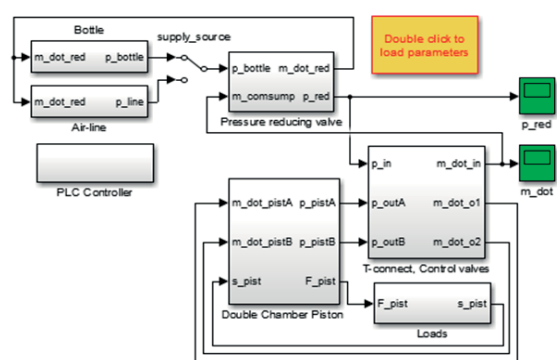 Bottle
m_dot_red p_bottle
supply_source
Double click to
load parameters
p_bottle m_dot_red
m_dot_red p_line
m_comsump p_red
Air-line
Pressure reducing valve
p_red
PLC Controller
p_in m_dot_in
m_dot
m_dot_pistA p_pistA
p_outA m_dot_o1
m_dot_pistB p_pistB
p_outB m_dot_o2
T-connect, Control valves
s_pist F_pist
F_pist s_pist
Double Chamber Piston
Loads